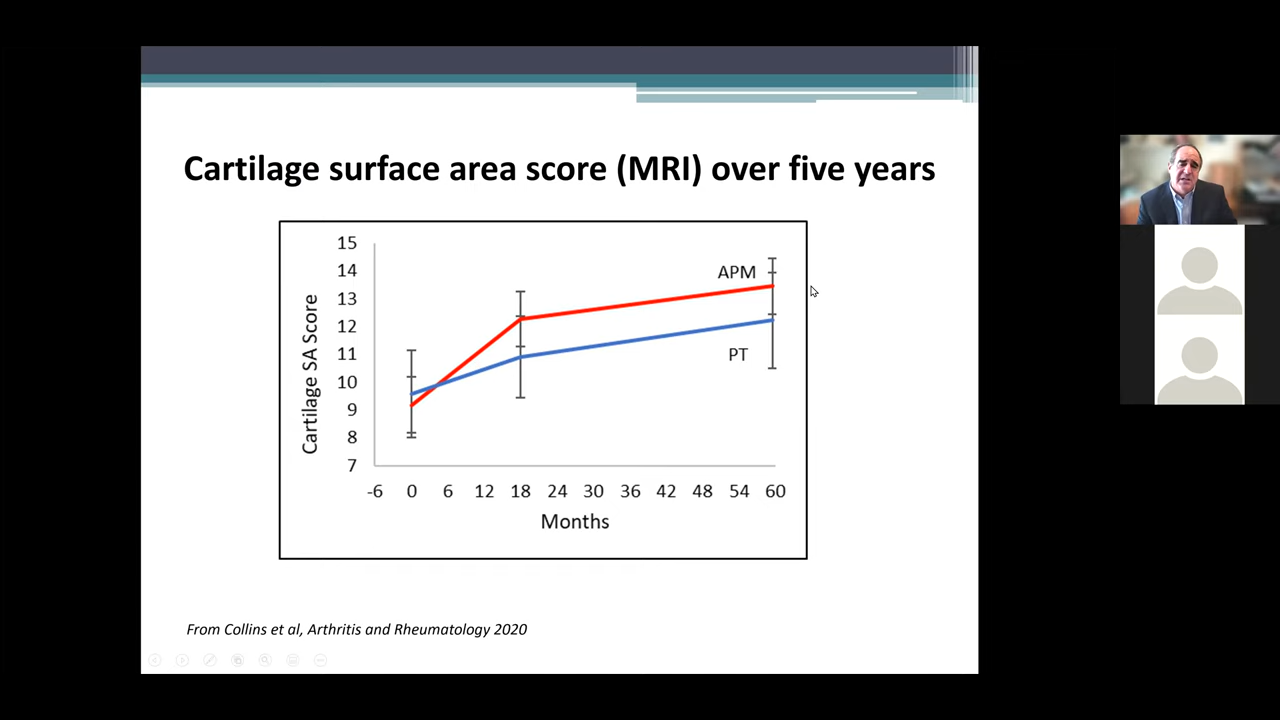 Cartilage surface area score (MRI) over five years
15
14
13
12
11
10
9
8
7
Cartilage SA Score
APM
PT
-6 0 6 12 18 24 30 36 42 48 54 60
Months
From Collins et al, Arthritis and Rheumatology 2020